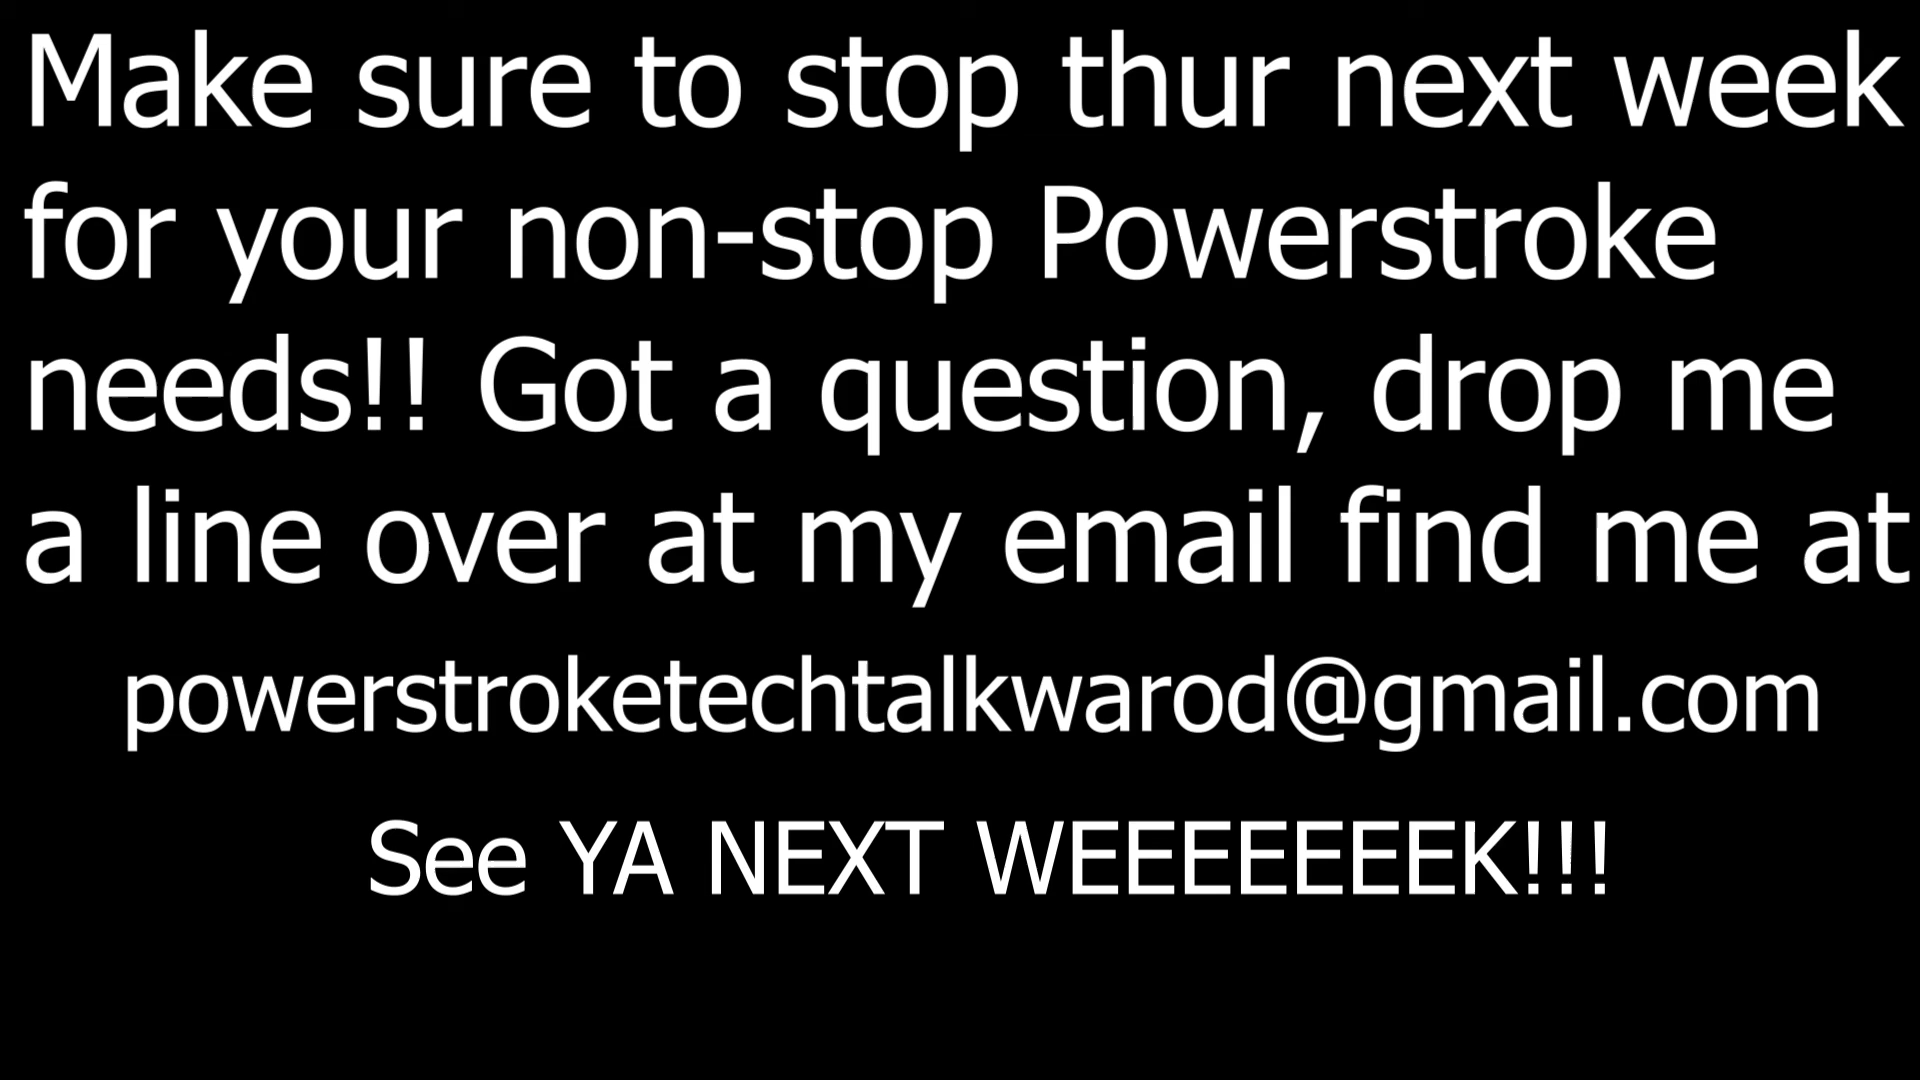 Make sure to stop thur next week
for your non-stop Powerstroke
needs!! Got a question, drop me
a line over at my email find me at
powerstroketechtalkwarod@gmail.com
See YA NEXT WEEEEEEEK!!!